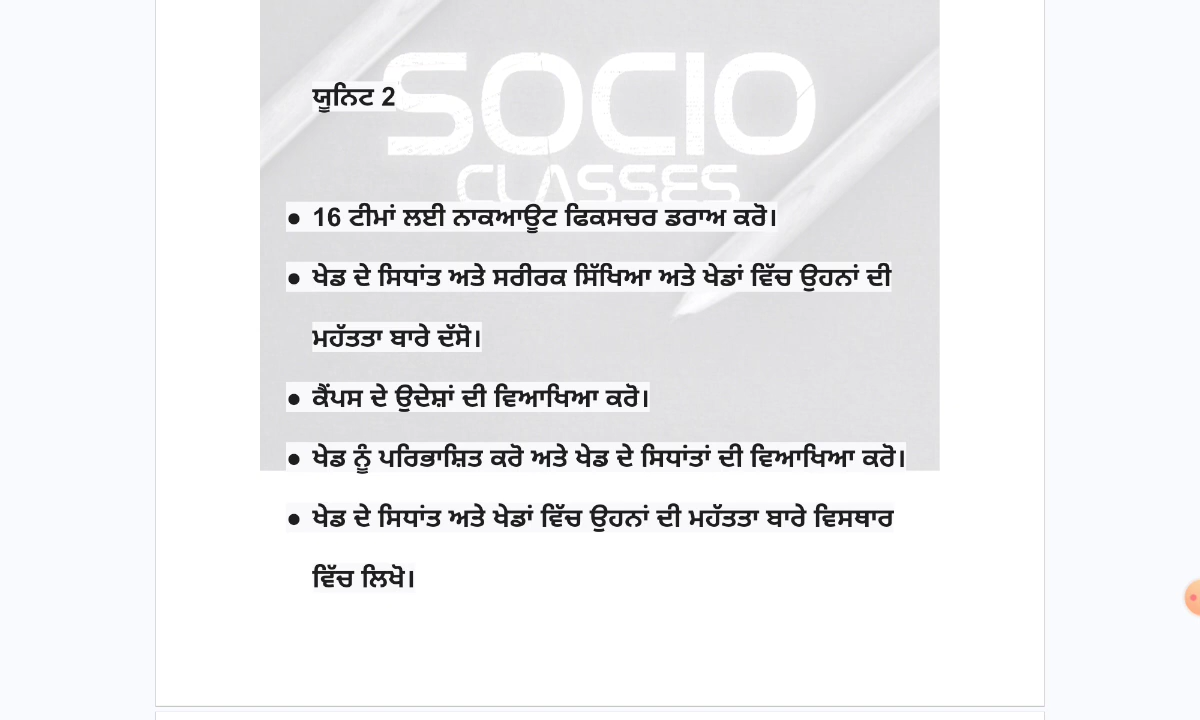 SOCIO
CLASSES
ਯੂਨਿਟ 2
● 16 ਟੀਮਾਂ ਲਈ ਨਾਕਆਊਟ ਫਿਕਸਚਰ ਡਰਾਅ ਕਰੋ।
● ਖੇਡ ਦੇ ਸਿਧਾਂਤ ਅਤੇ ਸਰੀਰਕ ਸਿੱਖਿਆ ਅਤੇ ਖੇਡਾਂ ਵਿੱਚ ਉਹਨਾਂ ਦੀ
ਮਹੱਤਤਾ ਬਾਰੇ ਦੱਸੋ।
● ਕੈਂਪਸ ਦੇ ਉਦੇਸ਼ਾਂ ਦੀ ਵਿਆਖਿਆ ਕਰੋ।
● ਖੇਡ ਨੂੰ ਪਰਿਭਾਸ਼ਿਤ ਕਰੋ ਅਤੇ ਖੇਡ ਦੇ ਸਿਧਾਂਤਾਂ ਦੀ ਵਿਆਖਿਆ ਕਰੋ।
● ਖੇਡ ਦੇ ਸਿਧਾਂਤ ਅਤੇ ਖੇਡਾਂ ਵਿੱਚ ਉਹਨਾਂ ਦੀ ਮਹੱਤਤਾ ਬਾਰੇ ਵਿਸਥਾਰ
ਵਿੱਚ ਲਿਖੋ।